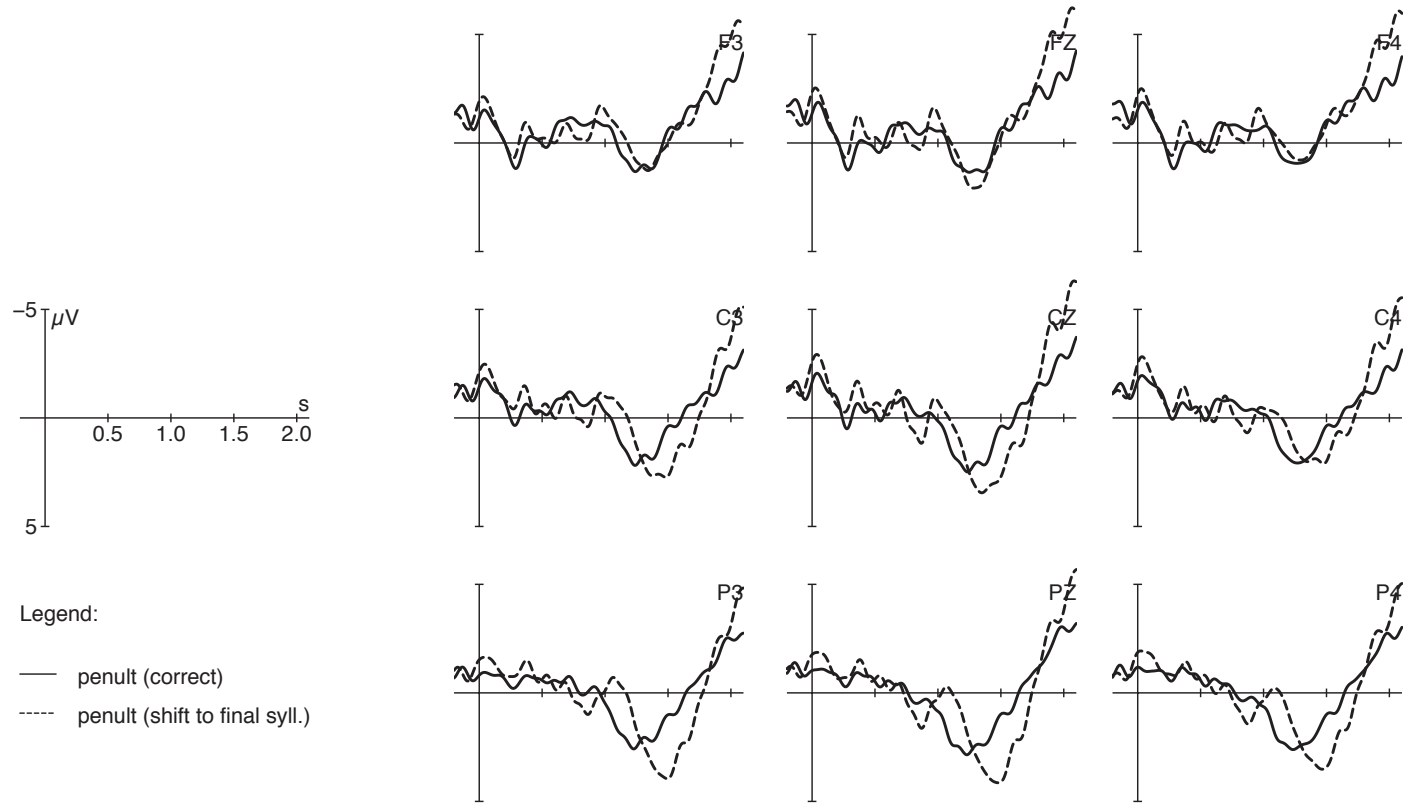 F3
FZ
F4
–5
μV
C3
CZ
C4
s
0.5 1.0 1.5 2.0
5
P3
PZ
P4
Legend:
penult (correct)
penult (shift to final syll.)